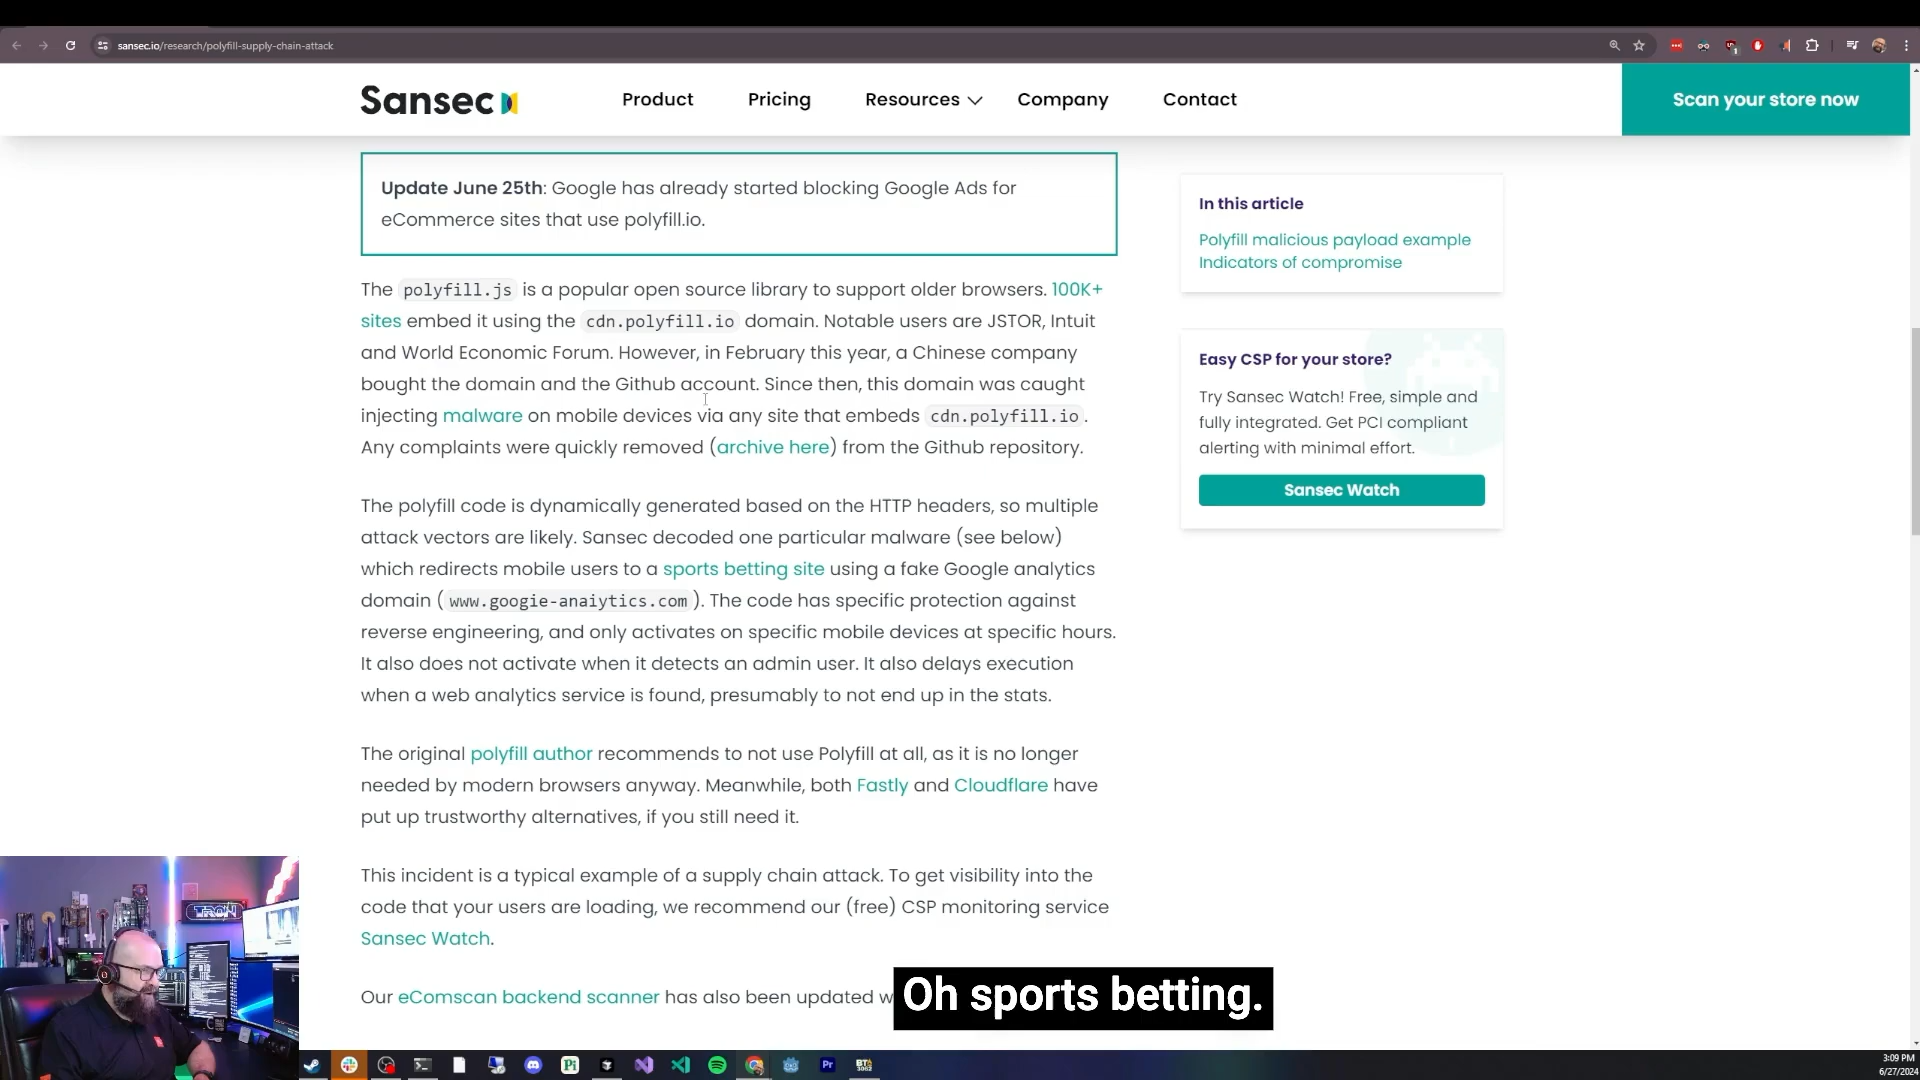 sansec.io/research/polyfill-supply-chain-attack
Sansec
Product
Pricing
Resources
Company
Contact
Scan your store now
Update June 25th: Google has already started blocking Google Ads for
eCommerce sites that use polyfill.io.
The polyfill.js is a popular open source library to support older browsers. 100K+
sites embed it using the cdn.polyfill.io domain. Notable users are JSTOR, Intuit
and World Economic Forum. However, in February this year, a Chinese company
bought the domain and the Github account. Since then, this domain was caught
injecting malware on mobile devices via any site that embeds cdn.polyfill.io.
Any complaints were quickly removed (archive here) from the Github repository.
The polyfill code is dynamically generated based on the HTTP headers, so multiple
attack vectors are likely. Sansec decoded one particular malware (see below)
which redirects mobile users to a sports betting site using a fake Google analytics
domain (www.googie-anaiytics.com). The code has specific protection against
reverse engineering, and only activates on specific mobile devices at specific hours.
It also does not activate when it detects an admin user. It also delays execution
when a web analytics service is found, presumably to not end up in the stats.
The original polyfill author recommends to not use Polyfill at all, as it is no longer
needed by modern browsers anyway. Meanwhile, both Fastly and Cloudflare have
put up trustworthy alternatives, if you still need it.
This incident is a typical example of a supply chain attack. To get visibility into the
code that your users are loading, we recommend our (free) CSP monitoring service
Sansec Watch.
Our eComscan backend scanner has also been updated w
In this article
Polyfill malicious payload example
Indicators of compromise
Easy CSP for your store?
Try Sansec Watch! Free, simple and
fully integrated. Get PCI compliant
alerting with minimal effort.
Sansec Watch
TRON
Oh sports betting.
Pi
Pr
3:09 PM
6/27/2024